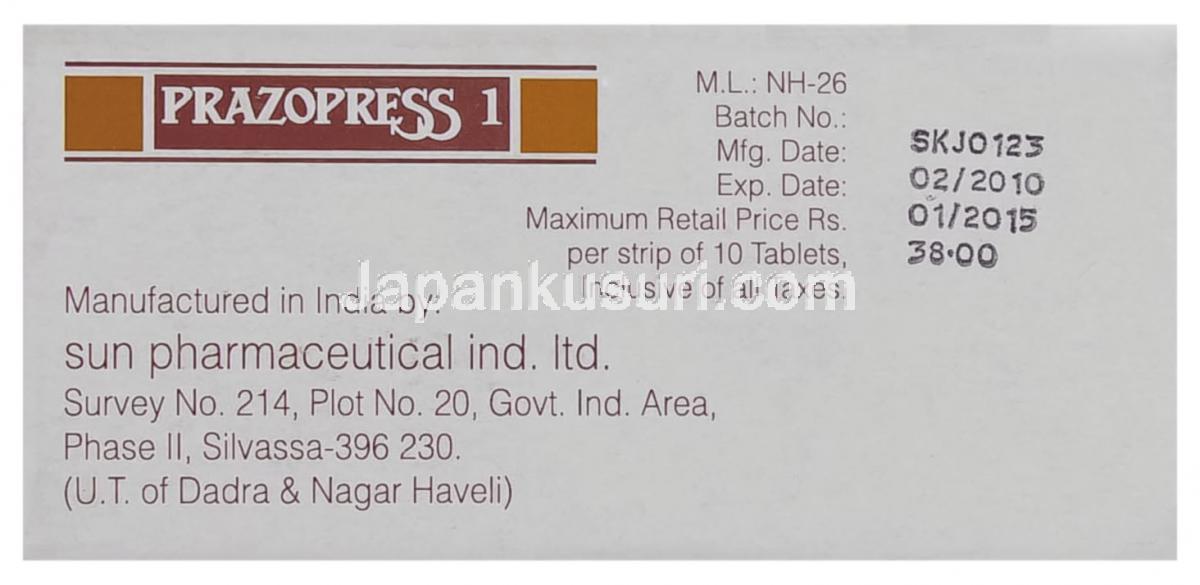 PRAZOPRESS 1
M.L.: NH-26
Batch No.: SKJ0123
Mfg. Date: 02/2010
Exp. Date: 01/2015
Maximum Retail Price Rs. 38.00
per strip of 10 Tablets,
Inclusive of all taxes.
Japankusuri.com
Manufactured in India by:
sun pharmaceutical ind. ltd.
Survey No. 214, Plot No. 20, Govt. Ind. Area,
Phase II, Silvassa-396 230.
(U.T. of Dadra & Nagar Haveli)